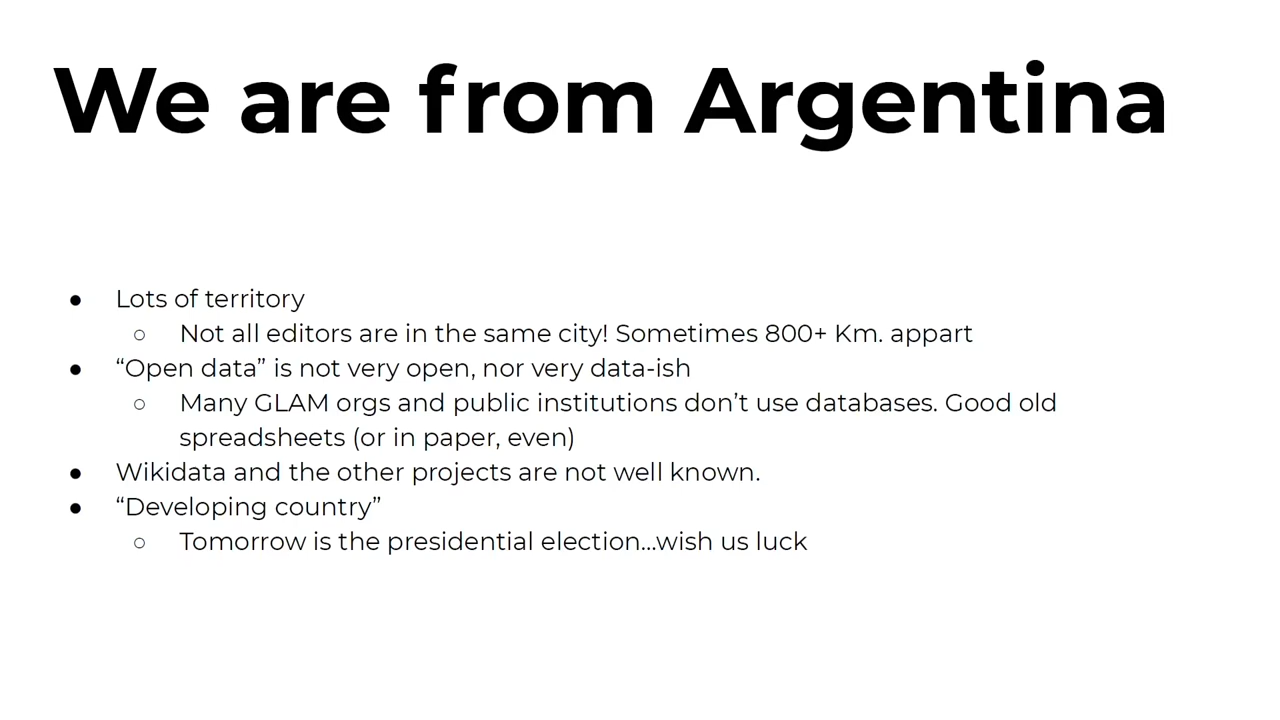 We are from Argentina
● Lots of territory
○ Not all editors are in the same city! Sometimes 800+ Km. appart
● “Open data” is not very open, nor very data-ish
○ Many GLAM orgs and public institutions don’t use databases. Good old
spreadsheets (or in paper, even)
● Wikidata and the other projects are not well known.
● “Developing country”
○ Tomorrow is the presidential election...wish us luck